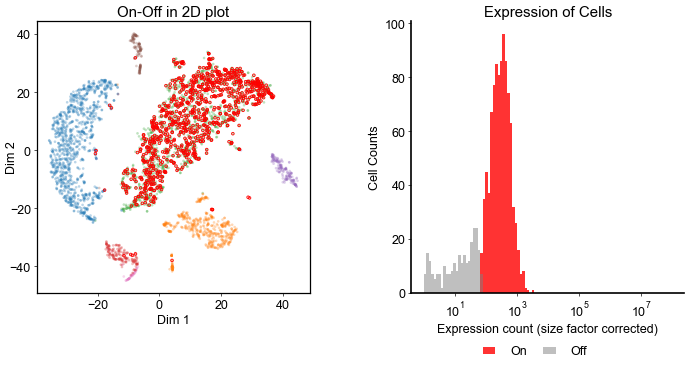 On-Off in 2D plot
40
20
0
−20
−40
Dim 2
−20 0 20 40
Dim 1
Expression of Cells
100
80
60
40
20
0
Cell Counts
10^1 10^3 10^5 10^7
Expression count (size factor corrected)
On Off